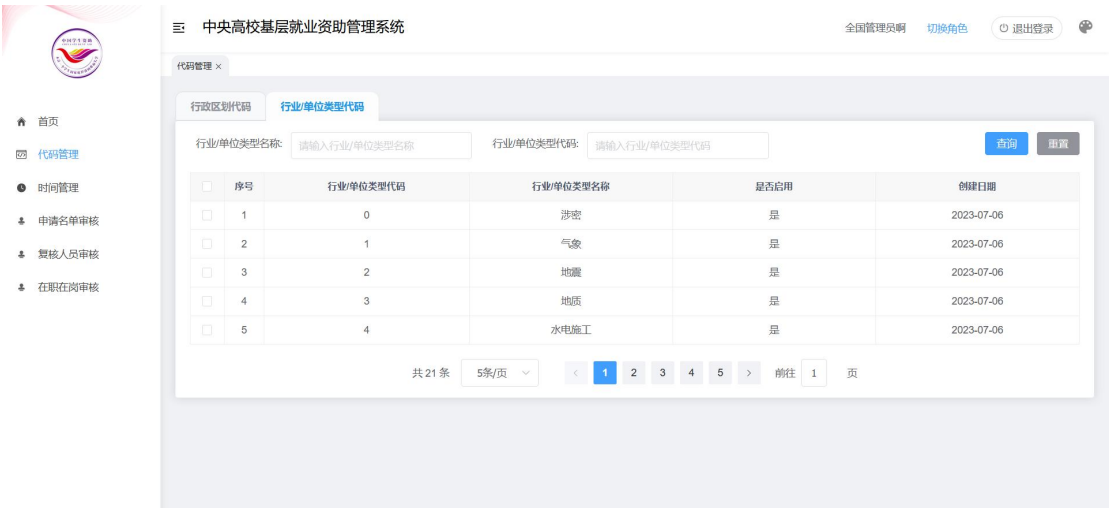 中央高校基层就业资助管理系统
全国管理员啊 切换角色 退出登录
中国学生资助
代码管理 ×
首页
代码管理
时间管理
申请名单审核
复核人员审核
在职在岗审核
行政区划代码 行业/单位类型代码
行业/单位类型名称: 请输入行业/单位类型名称 行业/单位类型代码: 请输入行业/单位类型代码 查询 重置
序号 行业/单位类型代码 行业/单位类型名称 是否启用 创建日期
1 0 涉密 是 2023-07-06
2 1 气象 是 2023-07-06
3 2 地震 是 2023-07-06
4 3 地质 是 2023-07-06
5 4 水电施工 是 2023-07-06
共 21 条 5条/页 < 1 2 3 4 5 > 前往 1 页